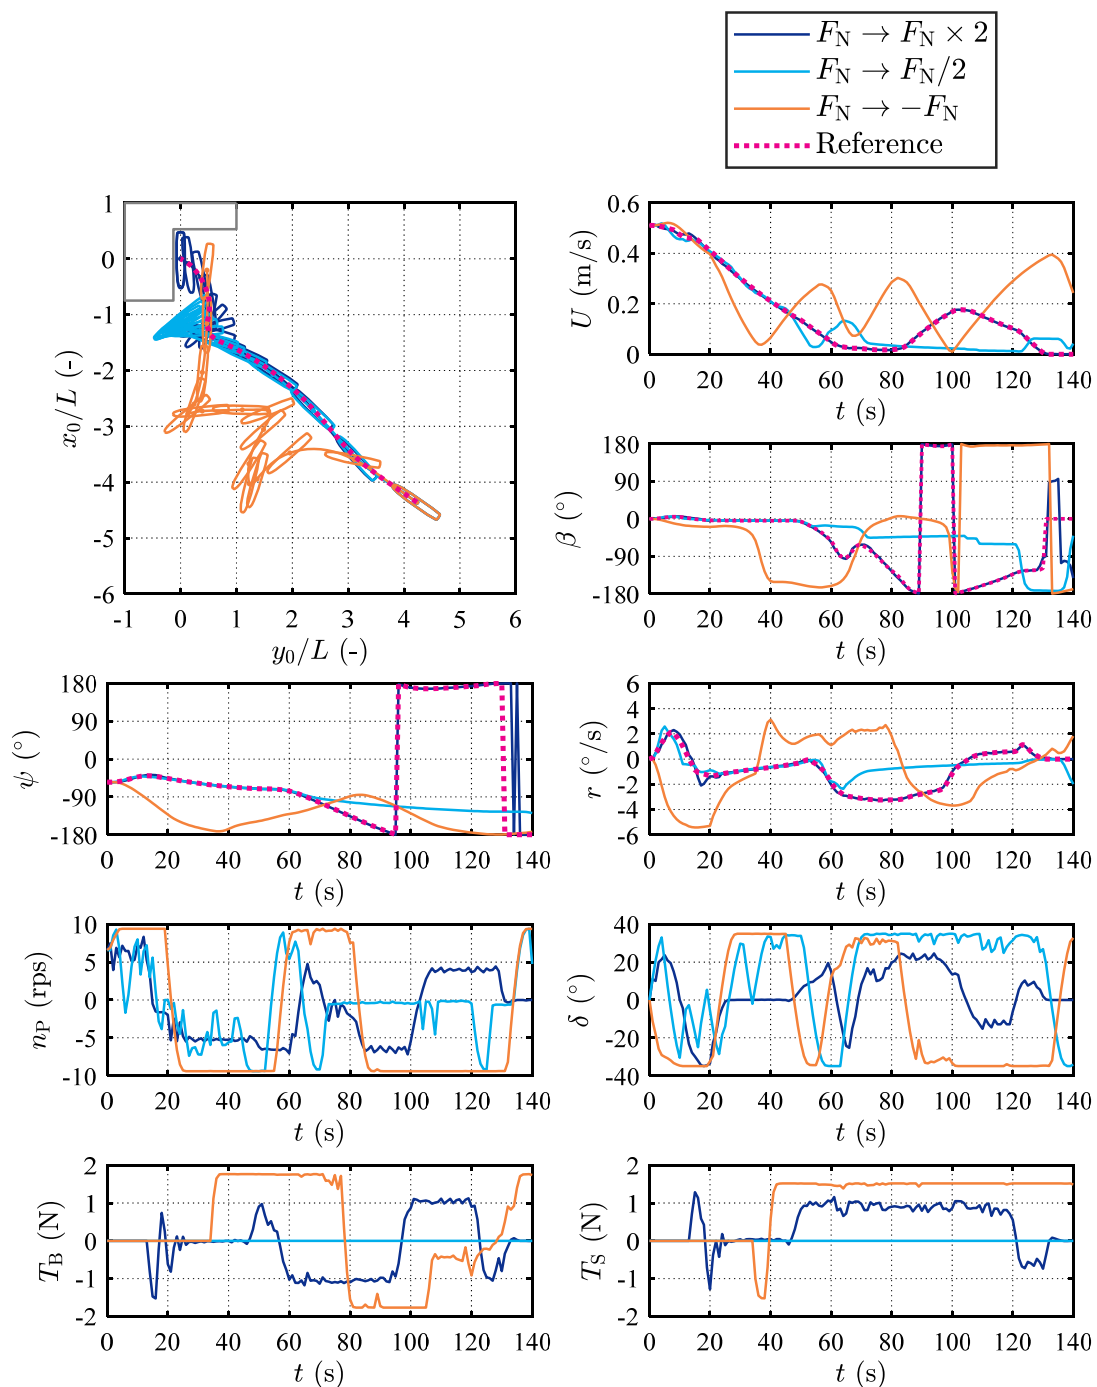 F_N → F_N × 2
F_N → F_N/2
F_N → −F_N
Reference
1
0
-1
-2
-3
-4
-5
-6
x_0/L (-)
-1 0 1 2 3 4 5 6
y_0/L (-)
0.6
0.4
0.2
0
U (m/s)
0 20 40 60 80 100 120 140
t (s)
180
90
0
-90
-180
β (°)
0 20 40 60 80 100 120 140
t (s)
180
90
0
-90
-180
ψ (°)
0 20 40 60 80 100 120 140
t (s)
6
4
2
0
-2
-4
-6
r (°/s)
0 20 40 60 80 100 120 140
t (s)
10
5
0
-5
-10
n_P (rps)
0 20 40 60 80 100 120 140
t (s)
40
20
0
-20
-40
δ (°)
0 20 40 60 80 100 120 140
t (s)
2
1
0
-1
-2
T_B (N)
0 20 40 60 80 100 120 140
t (s)
2
1
0
-1
-2
T_S (N)
0 20 40 60 80 100 120 140
t (s)